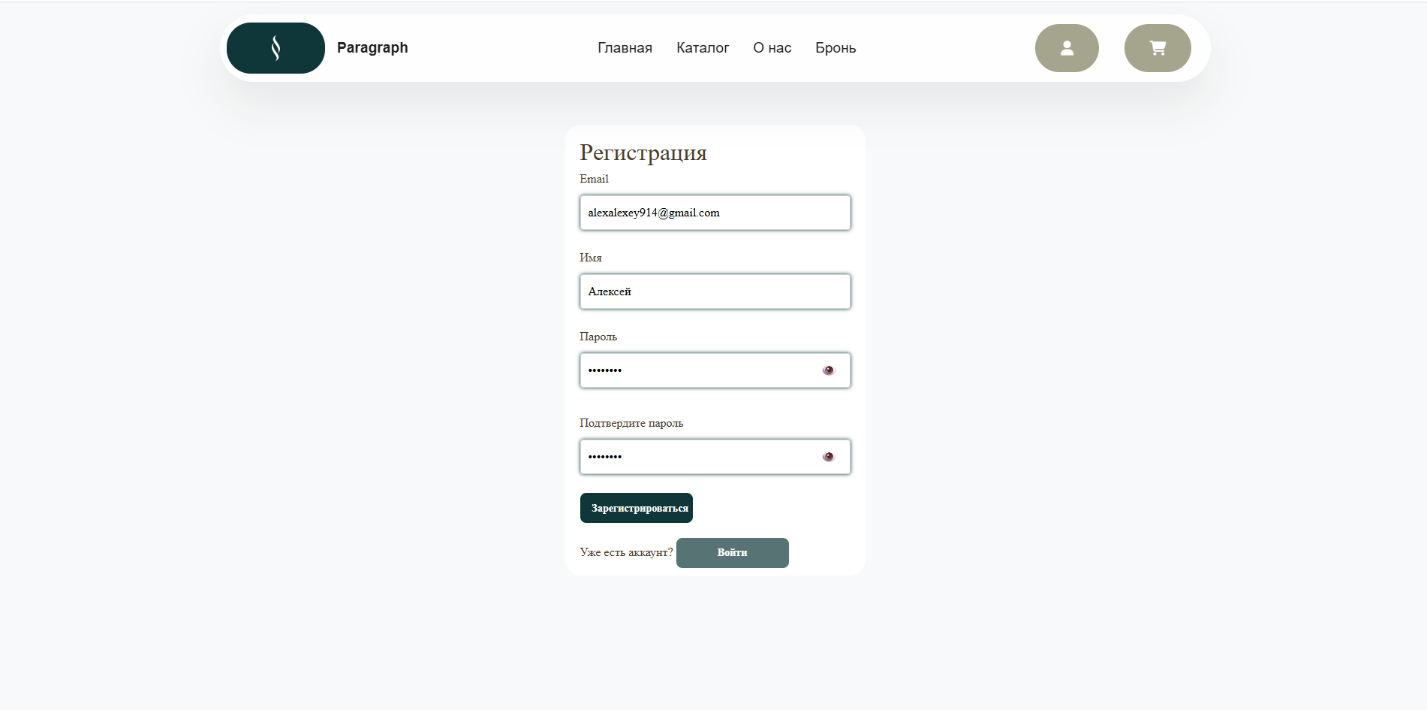 Paragraph
Главная Каталог О нас Бронь
Регистрация
Email
alexalexey914@gmail.com
Имя
Алексей
Пароль
••••••••
Подтвердите пароль
••••••••
Зарегистрироваться
Уже есть аккаунт? Войти